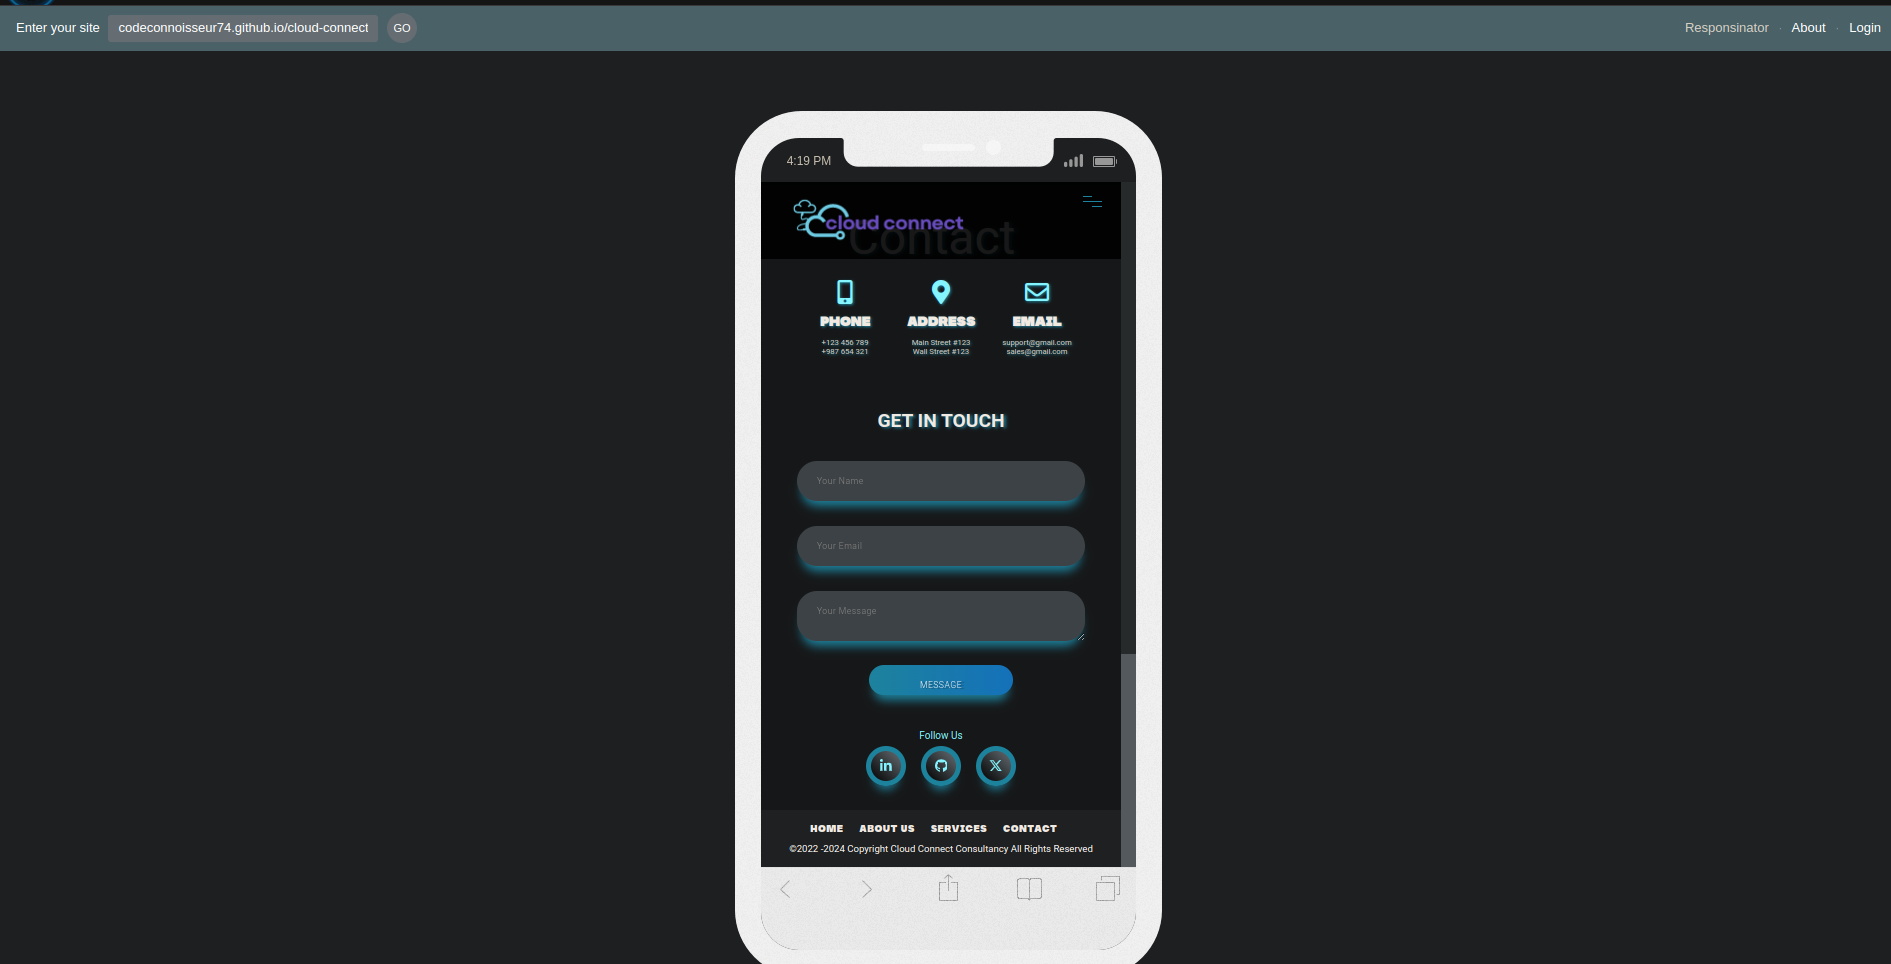 Enter your site codeconnoisseur74.github.io/cloud-connect GO Responsinator · About · Login
4:19 PM
cloud connect
Contact
PHONE ADDRESS EMAIL
+123 456 789 Main Street #123 support@gmail.com
+987 654 321 Wall Street #123 sales@gmail.com
GET IN TOUCH
Your Name
Your Email
Your Message
MESSAGE
Follow Us
in X
HOME ABOUT US SERVICES CONTACT
©2022 -2024 Copyright Cloud Connect Consultancy All Rights Reserved